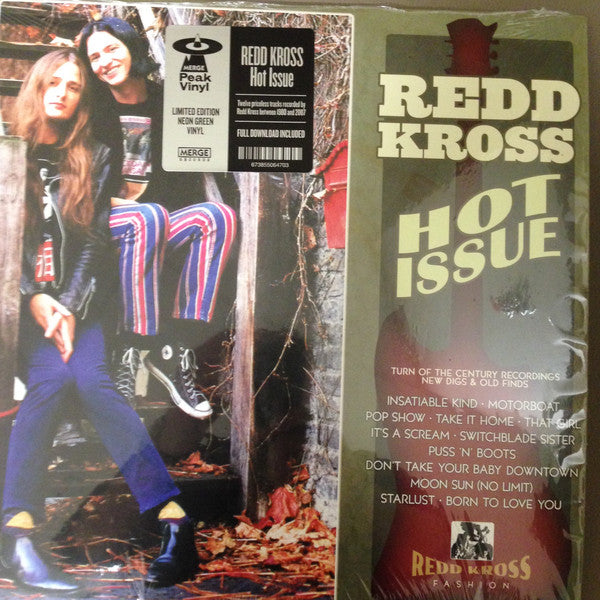 MERGE
Peak
Vinyl
LIMITED EDITION
NEON GREEN
VINYL
MERGE
RECORDS
REDD KROSS
Hot Issue
Twelve priceless tracks recorded by
Redd Kross between 1980 and 2007
FULL DOWNLOAD INCLUDED
673855064703
REDD
KROSS
HOT
ISSUE
TURN OF THE CENTURY RECORDINGS
NEW DIGS & OLD FINDS
INSATIABLE KIND · MOTORBOAT
POP SHOW · TAKE IT HOME · THAT GIRL
IT'S A SCREAM · SWITCHBLADE SISTER
PUSS 'N' BOOTS
DON'T TAKE YOUR BABY DOWNTOWN
MOON SUN (NO LIMIT)
STARLUST · BORN TO LOVE YOU
REDD KROSS
FASHION